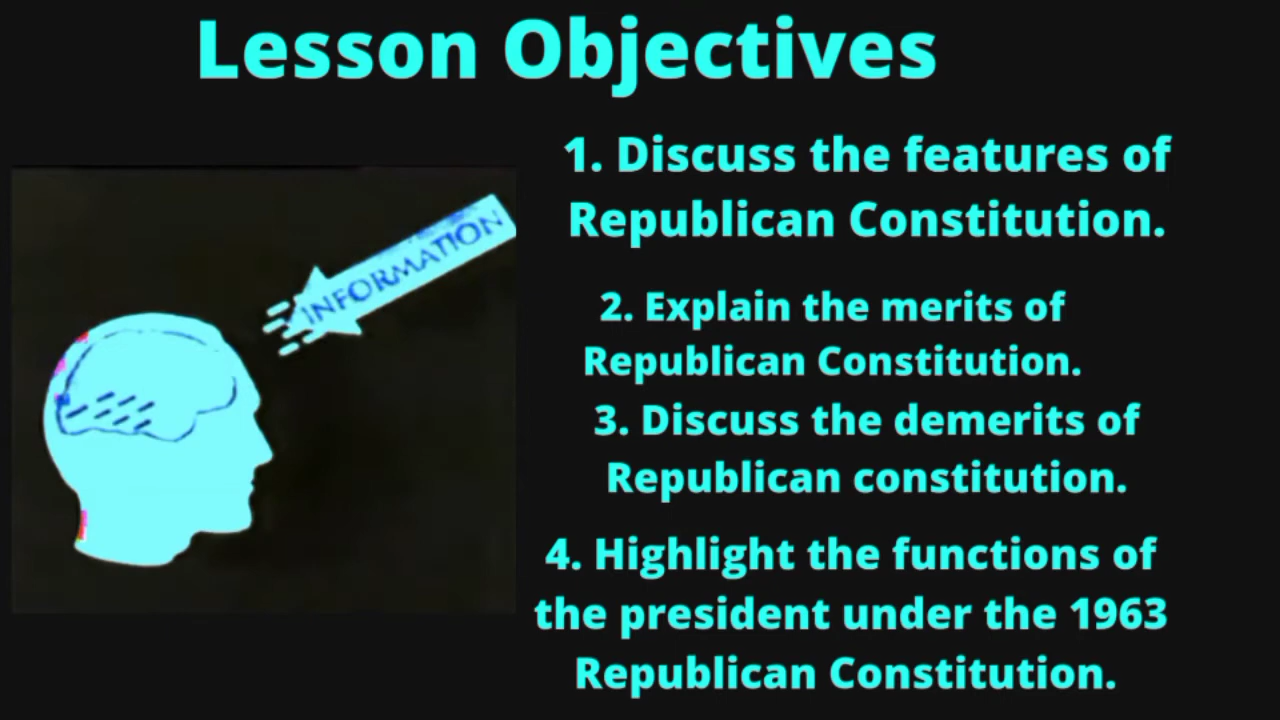 Lesson Objectives
INFORMATION
1. Discuss the features of
Republican Constitution.
2. Explain the merits of
Republican Constitution.
3. Discuss the demerits of
Republican constitution.
4. Highlight the functions of
the president under the 1963
Republican Constitution.